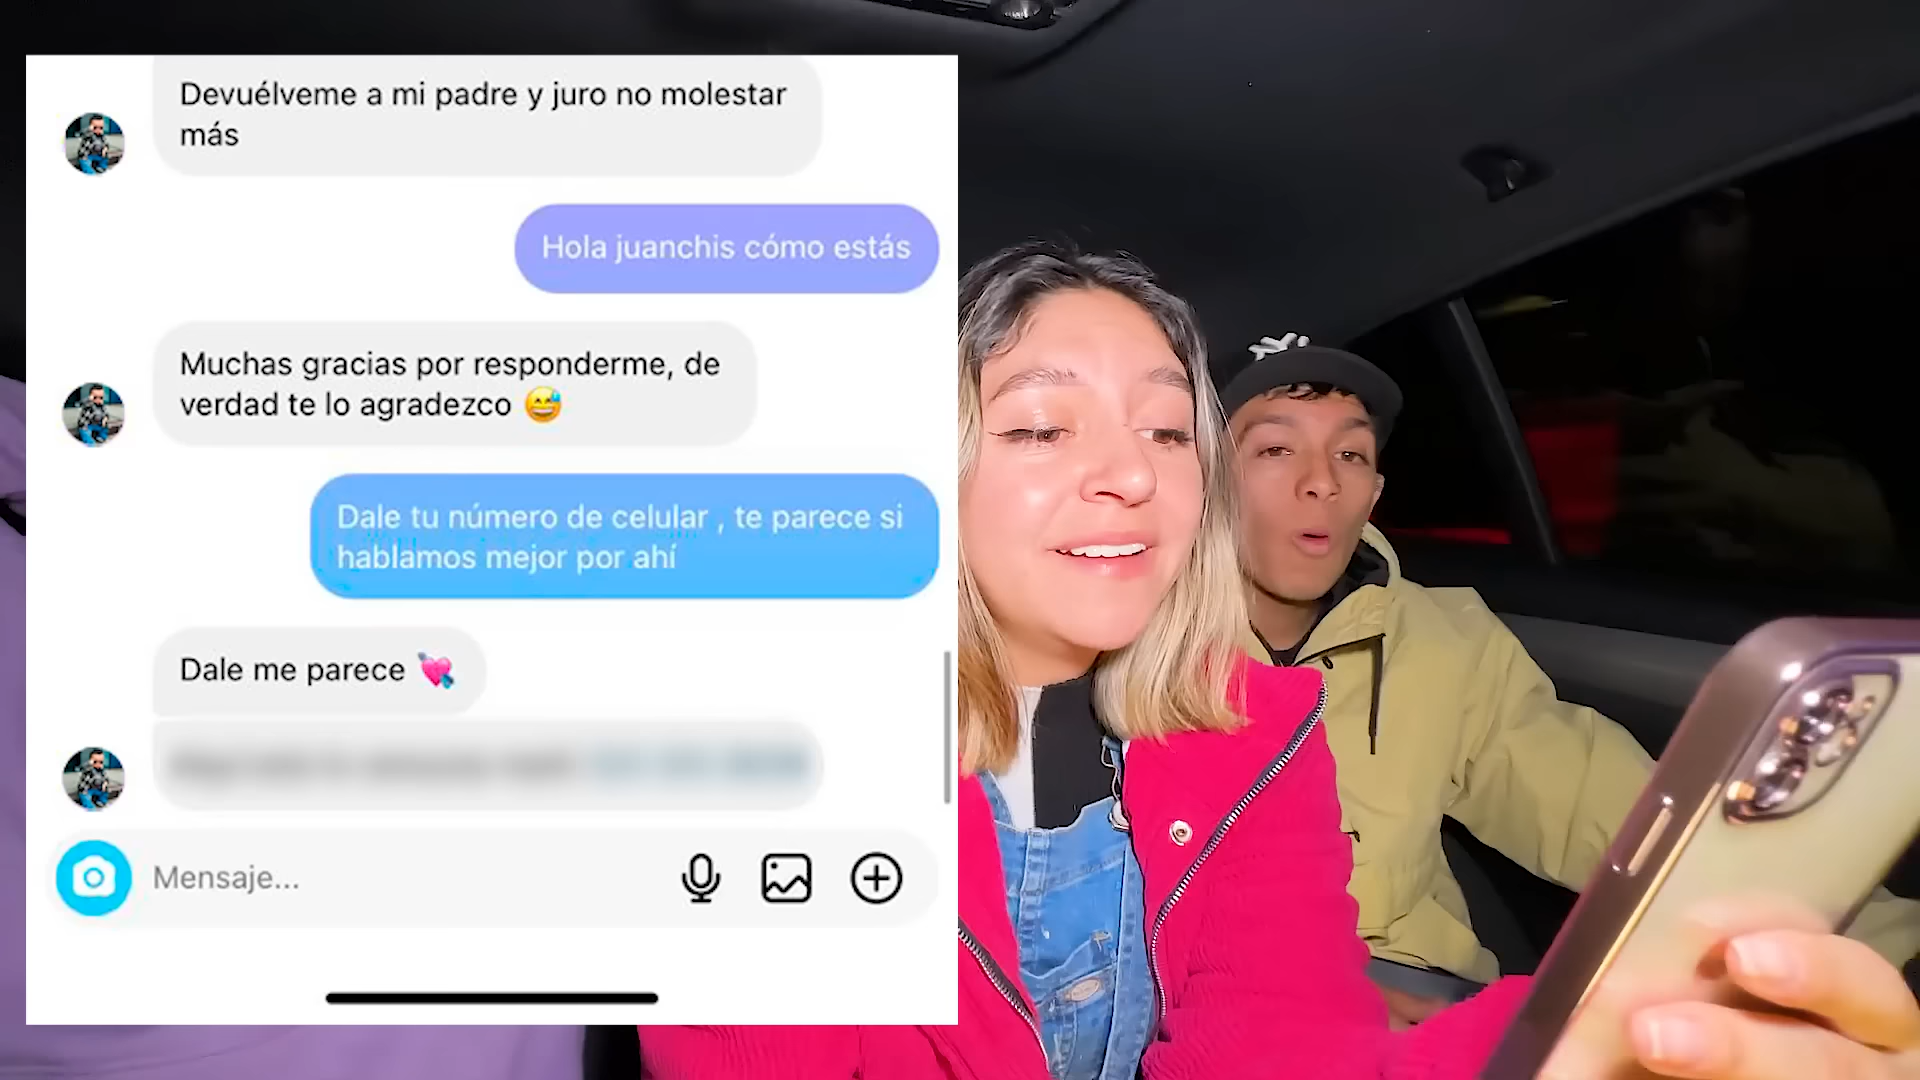 Devuélveme a mi padre y juro no molestar
más
Hola juanchis cómo estás
Muchas gracias por responderme, de
verdad te lo agradezco 😅
Dale tu número de celular , te parece si
hablamos mejor por ahí
Dale me parece 💘
Mensaje...